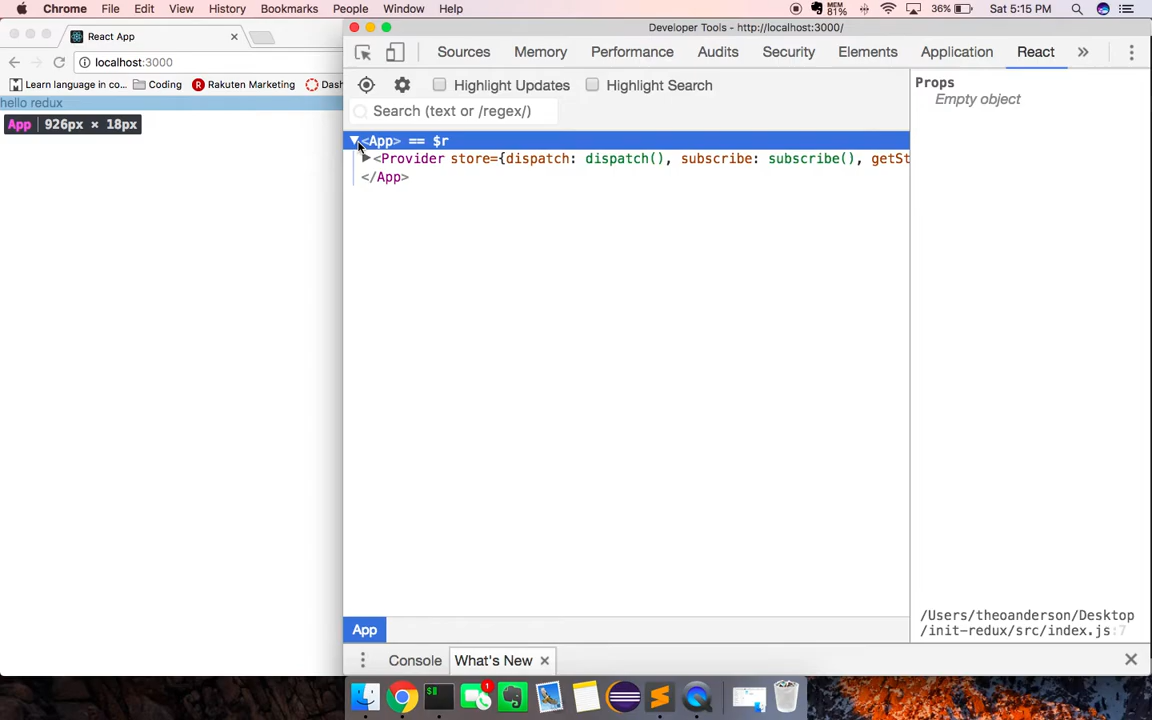 Chrome File Edit View History Bookmarks People Window Help MEM 81% 36% Sat 5:15 PM
React App
localhost:3000
Learn language in co... Coding Rakuten Marketing Dash
hello redux
App 926px × 18px
Developer Tools - http://localhost:3000/
Sources Memory Performance Audits Security Elements Application React »
Highlight Updates Highlight Search
Search (text or /regex/)
<App> == $r
<Provider store={dispatch: dispatch(), subscribe: subscribe(), getSt
</App>
Props
Empty object
/Users/theoanderson/Desktop
/init-redux/src/index.js:7
App
Console What's New ×
$
1